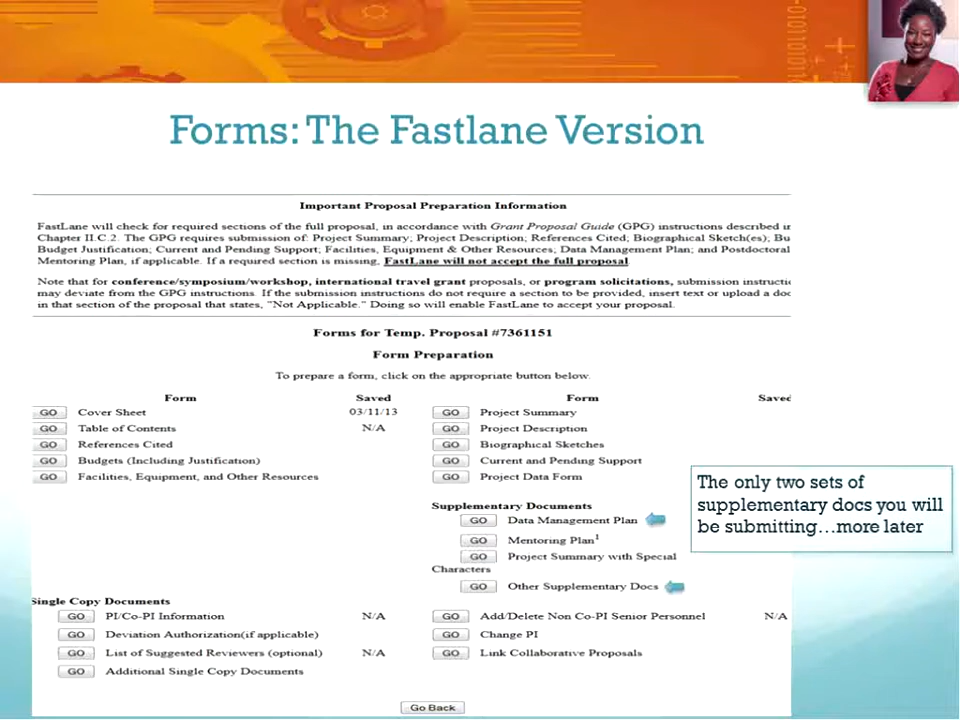 Forms: The Fastlane Version
Important Proposal Preparation Information
FastLane will check for required sections of the full proposal, in accordance with Grant Proposal Guide (GPG) instructions described in
Chapter II.C.2. The GPG requires submission of: Project Summary; Project Description; References Cited; Biographical Sketch(es); Bu
Budget Justification; Current and Pending Support; Facilities, Equipment & Other Resources; Data Management Plan; and Postdoctoral
Mentoring Plan, if applicable. If a required section is missing, FastLane will not accept the full proposal
Note that for conference/symposium/workshop, international travel grant proposals, or program solicitations, submission instructi
may deviate from the GPG instructions. If the submission instructions do not require a section to be provided, insert text or upload a doc
in that section of the proposal that states, "Not Applicable." Doing so will enable FastLane to accept your proposal.
Forms for Temp. Proposal #7361151
Form Preparation
To prepare a form, click on the appropriate button below.
Form Saved Form Saved
GO Cover Sheet 03/11/13 GO Project Summary
GO Table of Contents N/A GO Project Description
GO References Cited GO Biographical Sketches
GO Budgets (Including Justification) GO Current and Pending Support
GO Facilities, Equipment, and Other Resources GO Project Data Form
The only two sets of
supplementary docs you will
be submitting...more later
Supplementary Documents
GO Data Management Plan
GO Mentoring Plan1
GO Project Summary with Special
Characters
GO Other Supplementary Docs
Single Copy Documents
GO PI/Co-PI Information N/A GO Add/Delete Non Co-PI Senior Personnel N/A
GO Deviation Authorization(if applicable) GO Change PI
GO List of Suggested Reviewers (optional) N/A GO Link Collaborative Proposals
GO Additional Single Copy Documents
Go Back